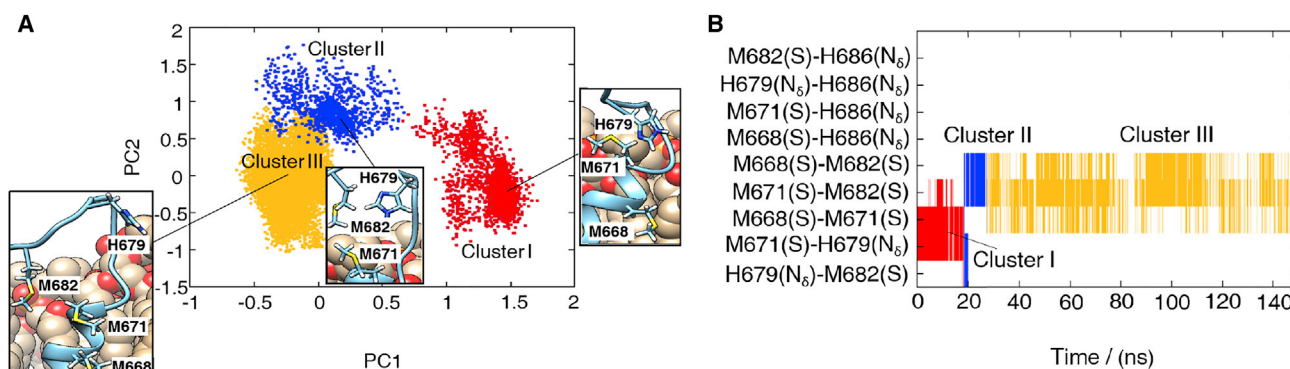 A
2
1.5
1
0.5
0
-0.5
-1
1.5
PC2
-1
-0.5
0
0.5
1
1.5
2
PC1
Cluster II
Cluster III
Cluster I
H679
M682
M671
M668
H679
M682
M671
H679
M671
M668
B
M682(S)-H686(Nδ)
H679(Nδ)-H686(Nδ)
M671(S)-H686(Nδ)
M668(S)-H686(Nδ)
M668(S)-M682(S)
M671(S)-M682(S)
M668(S)-M671(S)
M671(S)-H679(Nδ)
H679(Nδ)-M682(S)
Cluster II
Cluster III
Cluster I
0 20 40 60 80 100 120 140
Time / (ns)